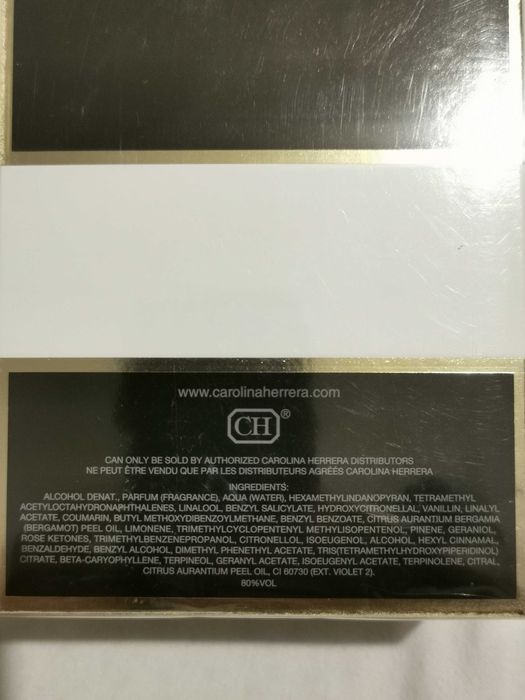 www.carolinaherrera.com
CH®
CAN ONLY BE SOLD BY AUTHORIZED CAROLINA HERRERA DISTRIBUTORS
NE PEUT ÊTRE VENDU QUE PAR LES DISTRIBUTEURS AGRÉÉS CAROLINA HERRERA
INGREDIENTS:
ALCOHOL DENAT., PARFUM (FRAGRANCE), AQUA (WATER), HEXAMETHYLINDANOPYRAN, TETRAMETHYL
ACETYLOCTAHYDRONAPHTHALENES, LINALOOL, BENZYL SALICYLATE, HYDROXYCITRONELLAL, VANILLIN, LINALYL
ACETATE, COUMARIN, BUTYL METHOXYDIBENZOYLMETHANE, BENZYL BENZOATE, CITRUS AURANTIUM BERGAMIA
(BERGAMOT) PEEL OIL, LIMONENE, TRIMETHYLCYCLOPENTENYL METHYLISOPENTENOL, PINENE, GERANIOL,
ROSE KETONES, TRIMETHYLBENZENEPROPANOL, CITRONELLOL, ISOEUGENOL, ALCOHOL, HEXYL CINNAMAL,
BENZALDEHYDE, BENZYL ALCOHOL, DIMETHYL PHENETHYL ACETATE, TRIS(TETRAMETHYLHYDROXYPIPERIDINOL)
CITRATE, BETA-CARYOPHYLLENE, TERPINEOL, GERANYL ACETATE, ISOEUGENYL ACETATE, TERPINOLENE, CITRAL,
CITRUS AURANTIUM PEEL OIL, CI 60730 (EXT. VIOLET 2).
80%VOL